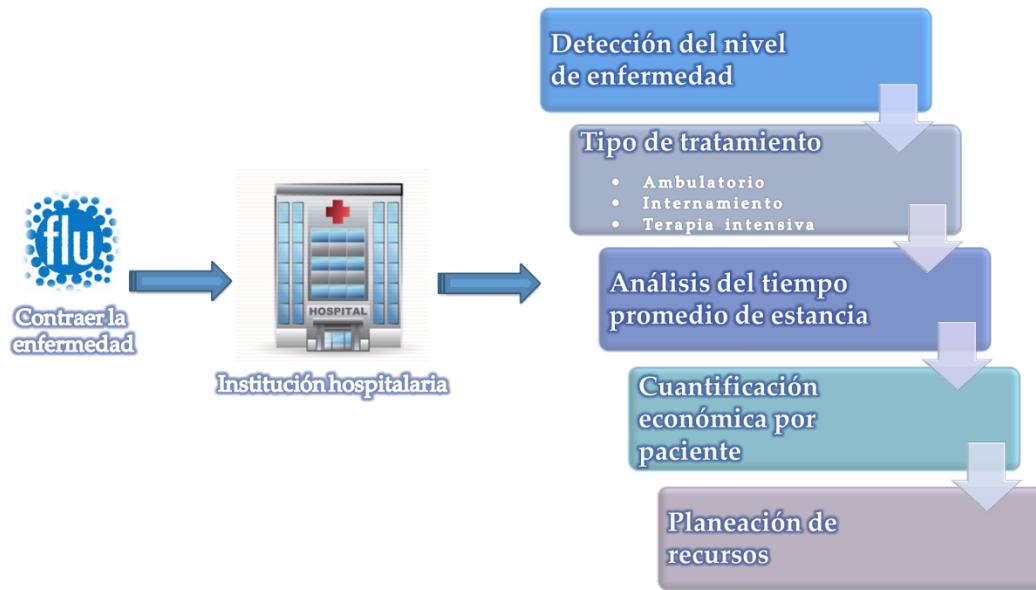 flu
Contraer la
enfermedad
HOSPITAL
Institución hospitalaria
Detección del nivel
de enfermedad
Tipo de tratamiento
• Ambulatorio
• Internamiento
• Terapia intensiva
Análisis del tiempo
promedio de estancia
Cuantificación
económica por
paciente
Planeación de
recursos